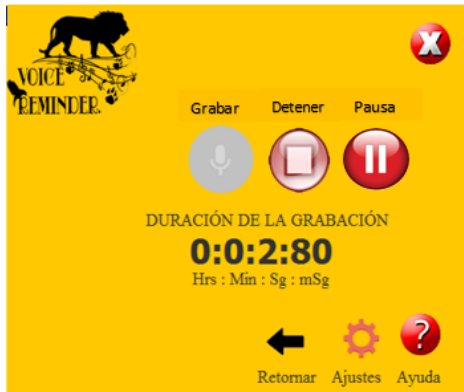 VOICE
REMINDER
X
Grabar Detener Pausa
DURACIÓN DE LA GRABACIÓN
0:0:2:80
Hrs : Min : Sg : mSg
?
Retornar Ajustes Ayuda